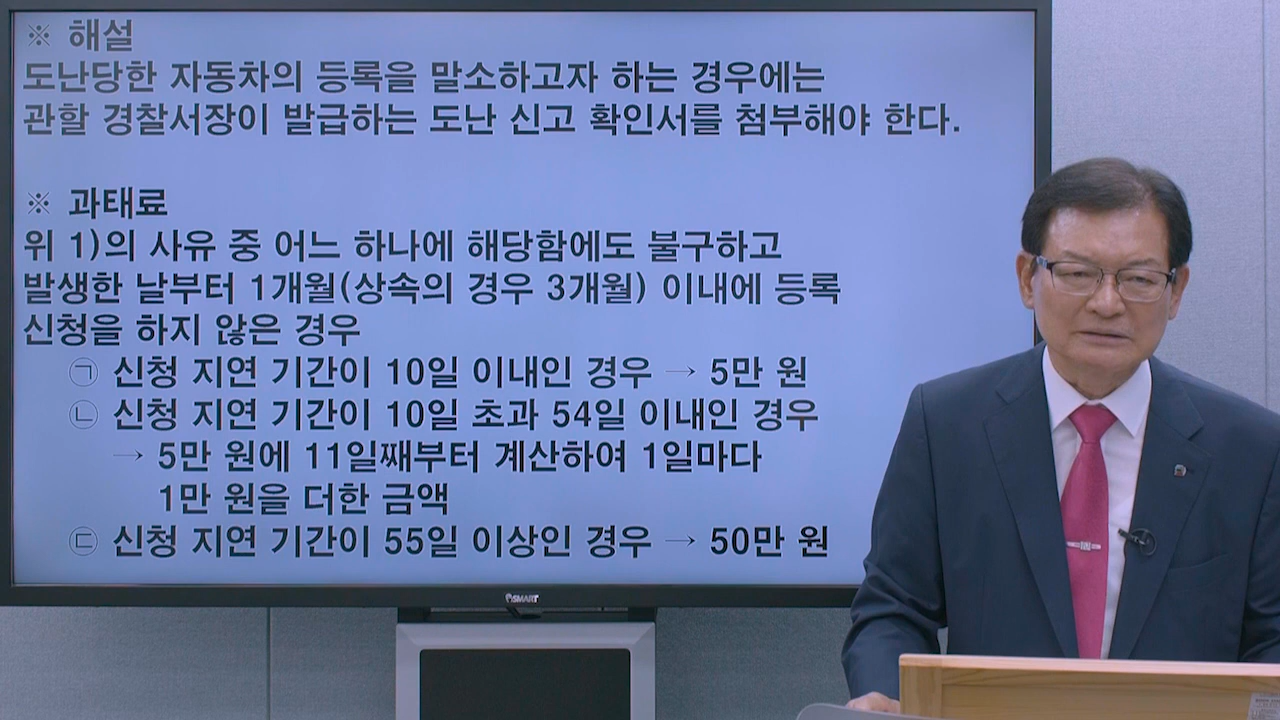 ※ 해설
도난당한 자동차의 등록을 말소하고자 하는 경우에는
관할 경찰서장이 발급하는 도난 신고 확인서를 첨부해야 한다.
※ 과태료
위 1)의 사유 중 어느 하나에 해당함에도 불구하고
발생한 날부터 1개월(상속의 경우 3개월) 이내에 등록
신청을 하지 않은 경우
㉠ 신청 지연 기간이 10일 이내인 경우 → 5만 원
㉡ 신청 지연 기간이 10일 초과 54일 이내인 경우
→ 5만 원에 11일째부터 계산하여 1일마다
1만 원을 더한 금액
㉢ 신청 지연 기간이 55일 이상인 경우 → 50만 원
SMART